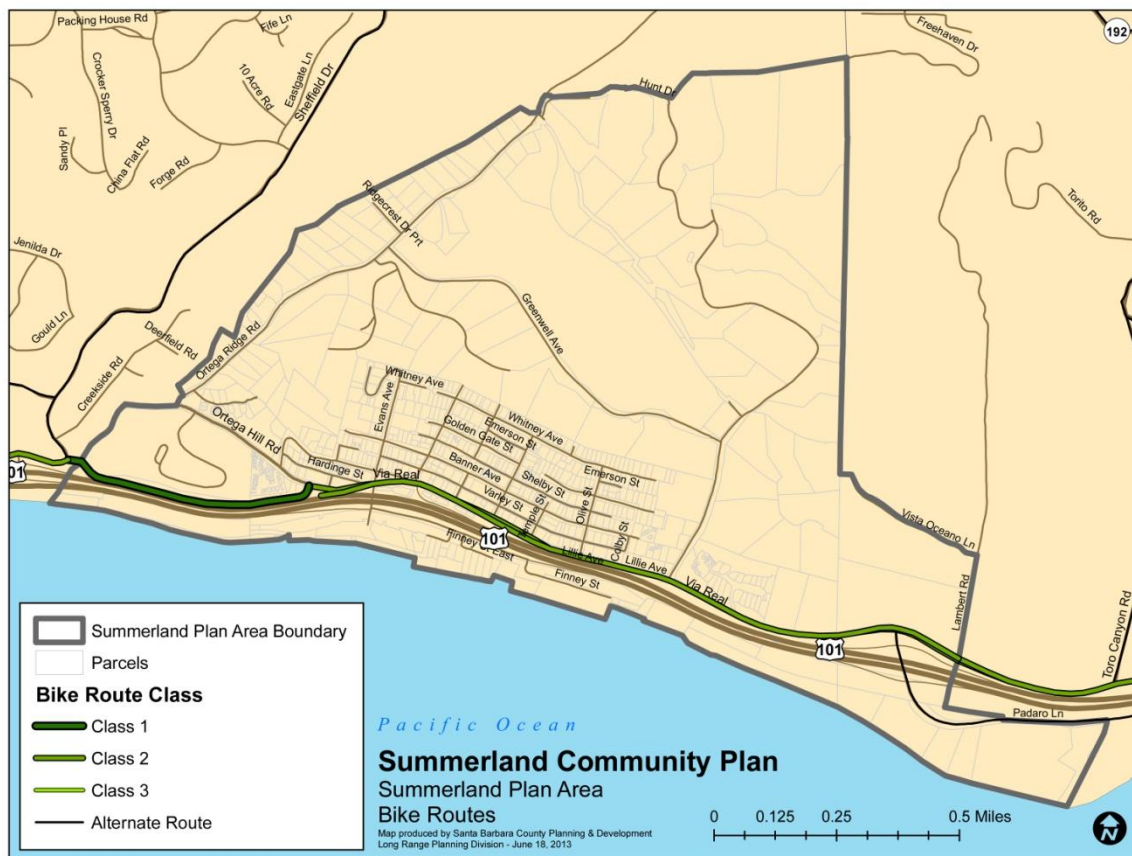 Packing House Rd
Fife Ln
Freehaven Dr
192
Crocker Sperry Dr
10 Acre Rd
Eastgate Ln
Sheffield Dr
Hunt Dr
Sandy Pl
China Flat Rd
Forge Rd
Ridgecrest Dr Prt
Torito Rd
Jenilda Dr
Gould Ln
Deerfield Rd
Creekside Rd
Ortega Ridge Rd
Greenwell Ave
Whitney Ave
Evans Ave
Whitney Ave
Emerson St
Golden Gate St
Ortega Hill Rd
Hardinge St
Via Real
Banner Ave
Shelby St
Emerson St
Varley St
Temple St
Olive St
Colby St
01
101
Finney St East
Lillie Ave
Lillie Ave
Finney St
Via Real
Vista Oceano Ln
Lambert Rd
Toro Canyon Rd
101
Padaro Ln
Summerland Plan Area Boundary
Parcels
Bike Route Class
Class 1
Class 2
Class 3
Alternate Route
Pacific Ocean
Summerland Community Plan
Summerland Plan Area
Bike Routes
Map produced by Santa Barbara County Planning & Development
Long Range Planning Division - June 18, 2013
0 0.125 0.25 0.5 Miles
N